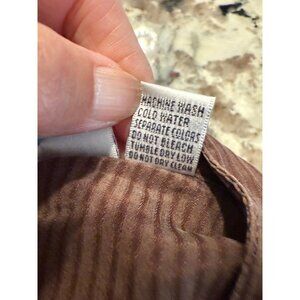 MACHINE WASH
COLD WATER
SEPARATE COLORS
DO NOT BLEACH
TUMBLE DRY LOW
DO NOT DRY CLEAN